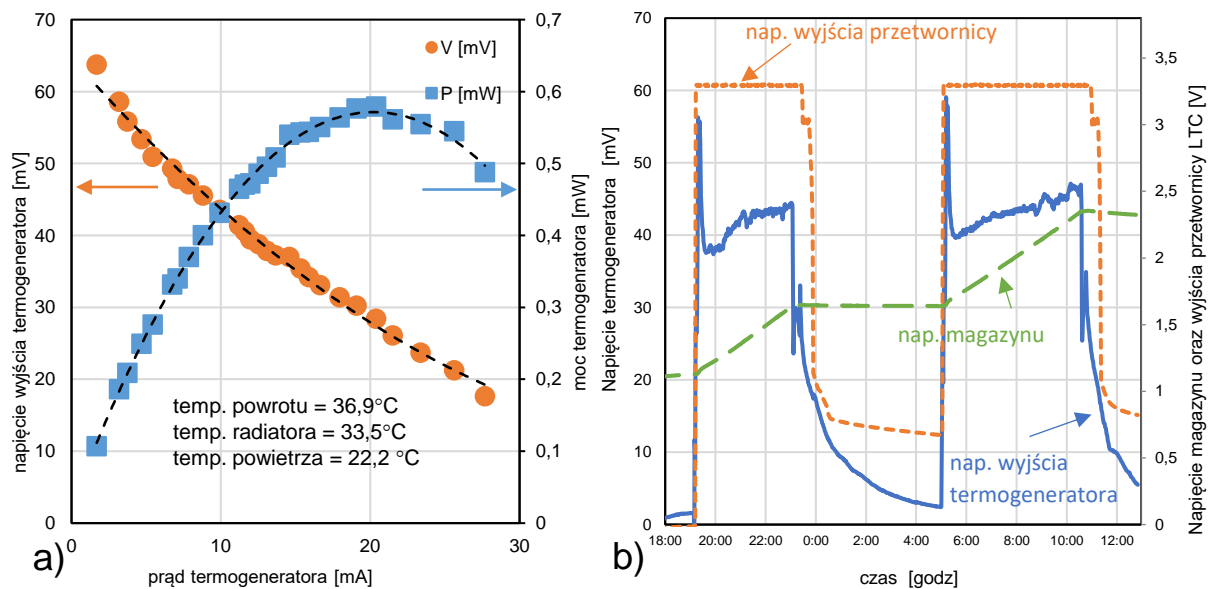 70
60
50
40
30
20
10
0
napięcie wyjścia termogeneratora [mV]
0,7
0,6
0,5
0,4
0,3
0,2
0,1
0
moc termogenratora [mW]
V [mV]
P [mW]
temp. powrotu = 36,9°C
temp. radiatora = 33,5°C
temp. powietrza = 22,2 °C
0
10
20
30
prąd termogeneratora [mA]
a)
70
60
50
40
30
20
10
0
Napięcie termogeneratora [mV]
3,5
3
2,5
2
1,5
1
0,5
0
Napięcie magazynu oraz wyjścia przetwornicy LTC [V]
nap. wyjścia przetwornicy
nap. magazynu
nap. wyjścia
termogeneratora
18:00
20:00
22:00
0:00
2:00
4:00
6:00
8:00
10:00
12:00
czas [godz]
b)